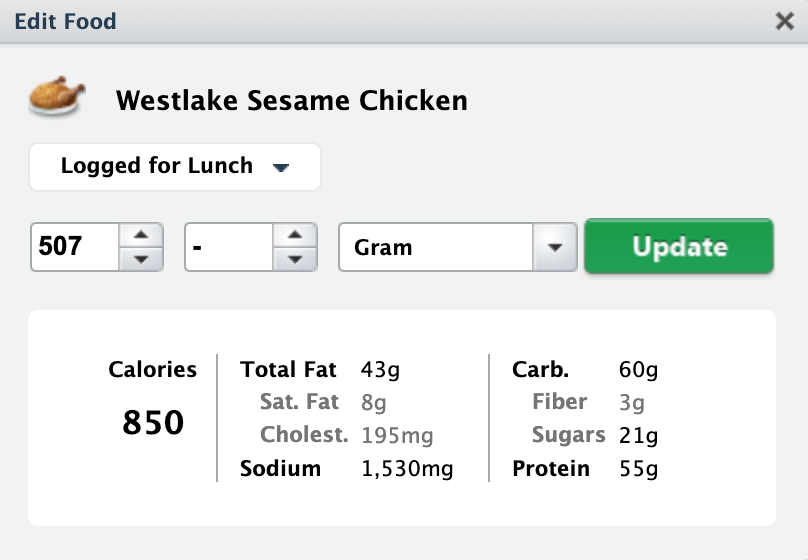 Edit Food
Westlake Sesame Chicken
Logged for Lunch
507 - Gram Update
Calories
850
Total Fat 43g
Sat. Fat 8g
Cholest. 195mg
Sodium 1,530mg
Carb. 60g
Fiber 3g
Sugars 21g
Protein 55g